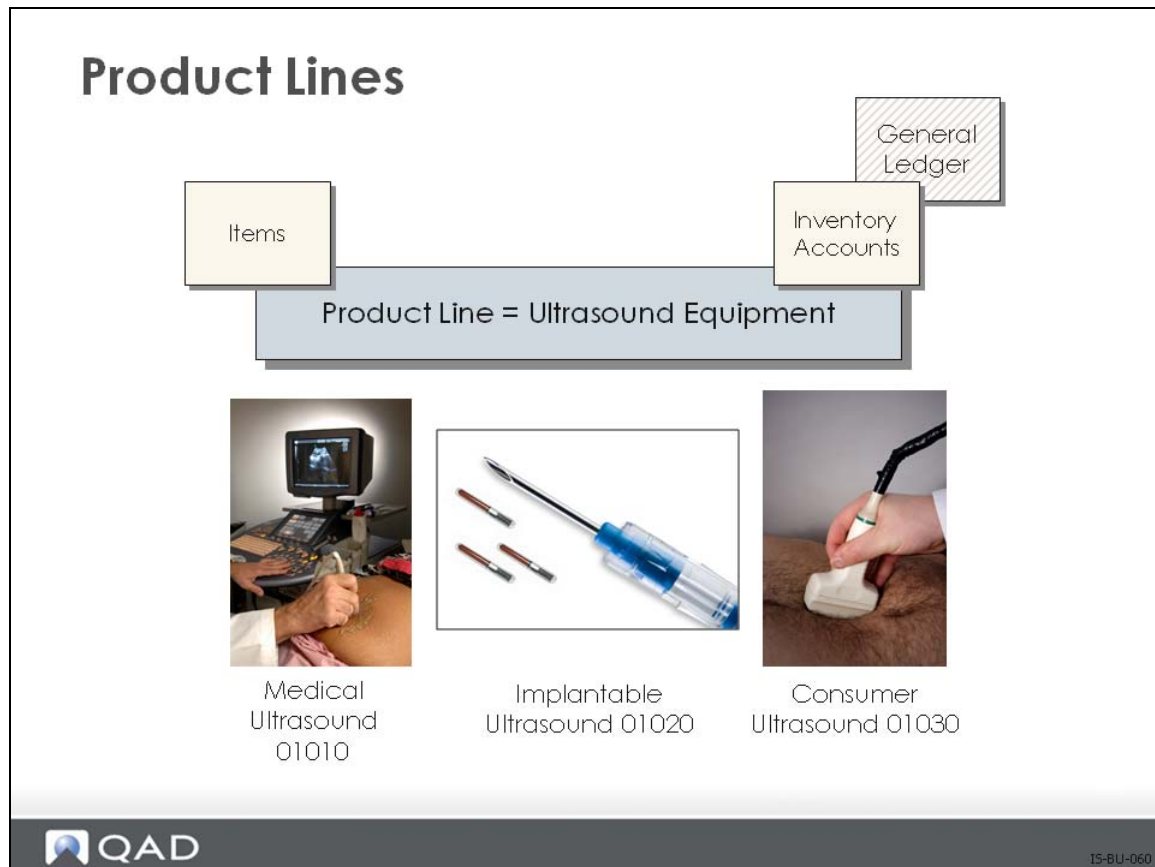 Product Lines
General
Ledger
Items
Inventory
Accounts
Product Line = Ultrasound Equipment
Medical
Ultrasound
01010
Implantable
Ultrasound 01020
Consumer
Ultrasound 01030
QAD
IS-BU-060